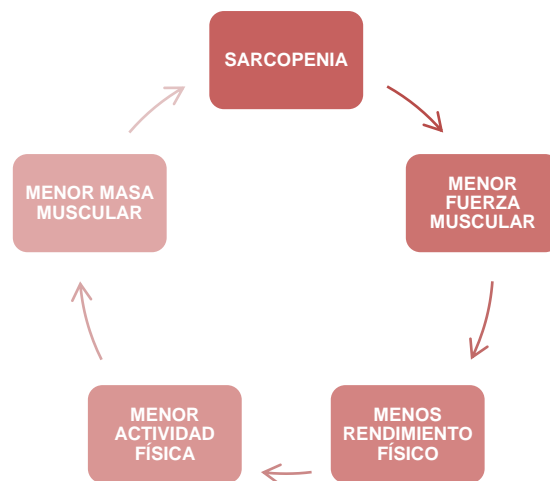 SARCOPENIA
MENOR
FUERZA
MUSCULAR
MENOS
RENDIMIENTO
FÍSICO
MENOR
ACTIVIDAD
FÍSICA
MENOR MASA
MUSCULAR